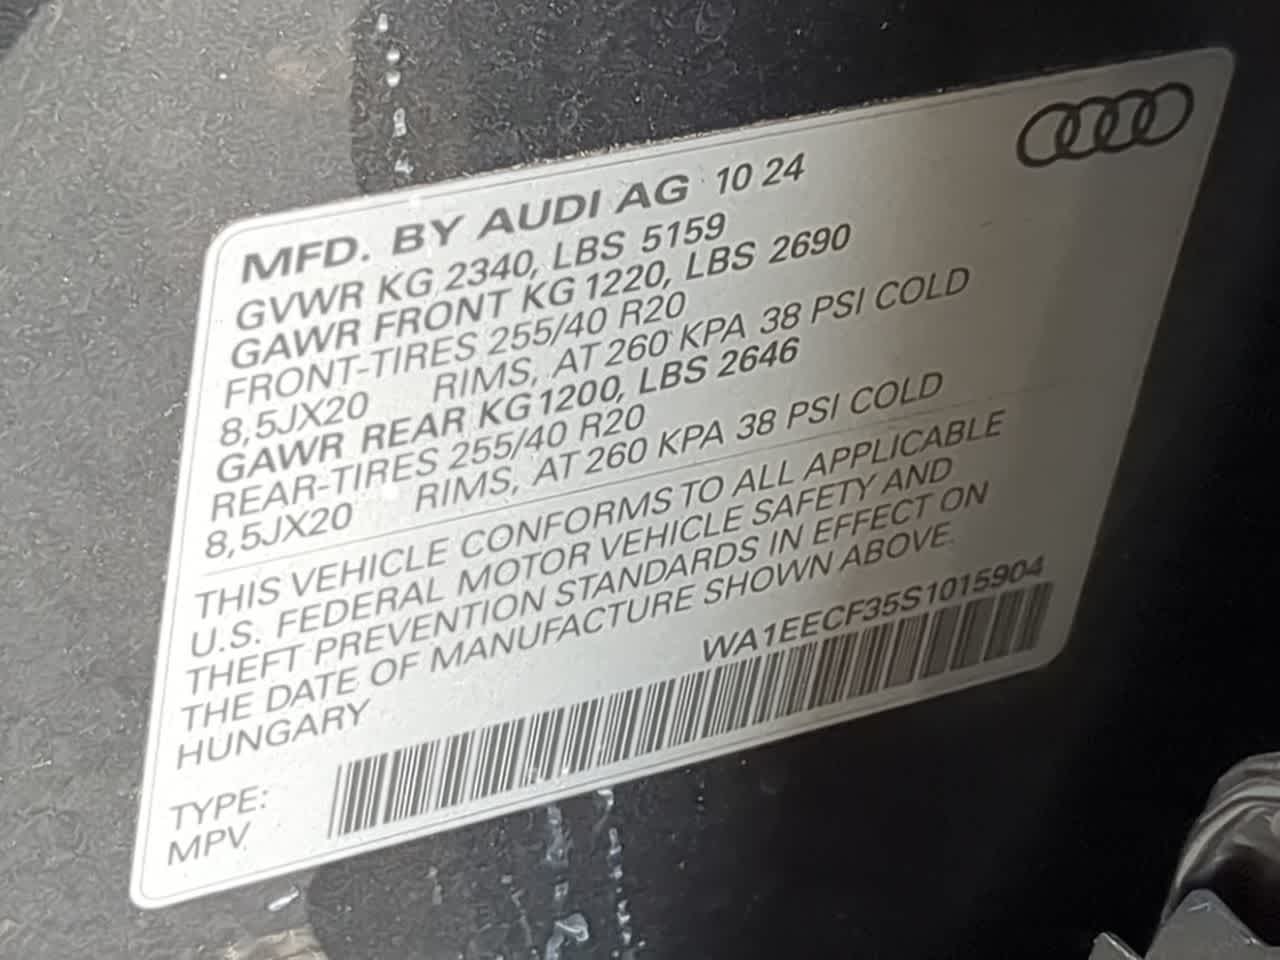 MFD. BY AUDI AG 10 24
GVWR KG 2340, LBS 5159
GAWR FRONT KG 1220, LBS 2690
FRONT-TIRES 255/40 R20
8,5JX20 RIMS, AT 260 KPA 38 PSI COLD
GAWR REAR KG 1200, LBS 2646
REAR-TIRES 255/40 R20
8,5JX20 RIMS, AT 260 KPA 38 PSI COLD
THIS VEHICLE CONFORMS TO ALL APPLICABLE
U.S. FEDERAL MOTOR VEHICLE SAFETY AND
THEFT PREVENTION STANDARDS IN EFFECT ON
THE DATE OF MANUFACTURE SHOWN ABOVE.
HUNGARY
WA1EECF35S1015904
TYPE:
MPV